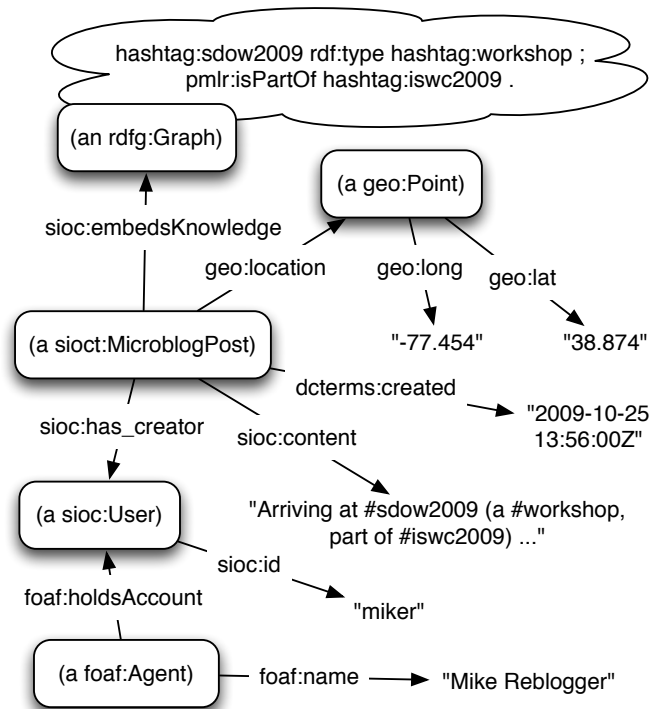 hashtag:sdow2009 rdf:type hashtag:workshop ;
pmlr:isPartOf hashtag:iswc2009 .
(an rdfg:Graph)
(a geo:Point)
sioc:embedsKnowledge
geo:location
geo:long
geo:lat
(a sioct:MicroblogPost)
"-77.454"
"38.874"
dcterms:created
"2009-10-25
13:56:00Z"
sioc:has_creator
sioc:content
(a sioc:User)
"Arriving at #sdow2009 (a #workshop,
part of #iswc2009) ..."
sioc:id
foaf:holdsAccount
"miker"
(a foaf:Agent)
foaf:name
"Mike Reblogger"